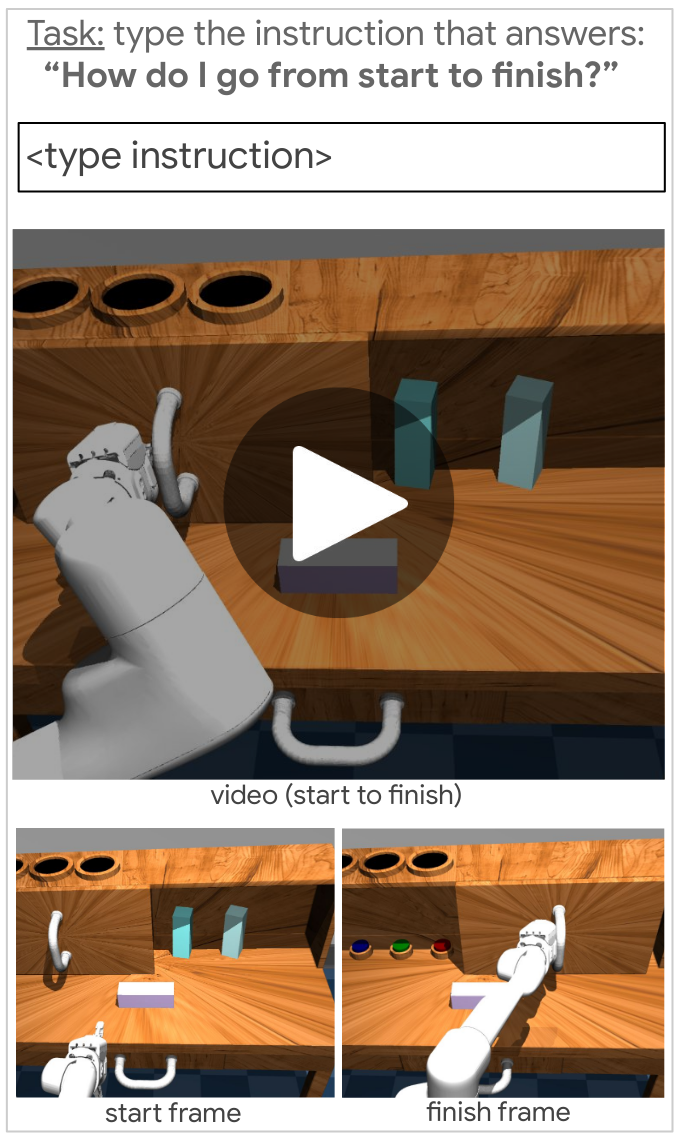 Task: type the instruction that answers:
“How do I go from start to finish?”
<type instruction>
video (start to finish)
start frame
finish frame